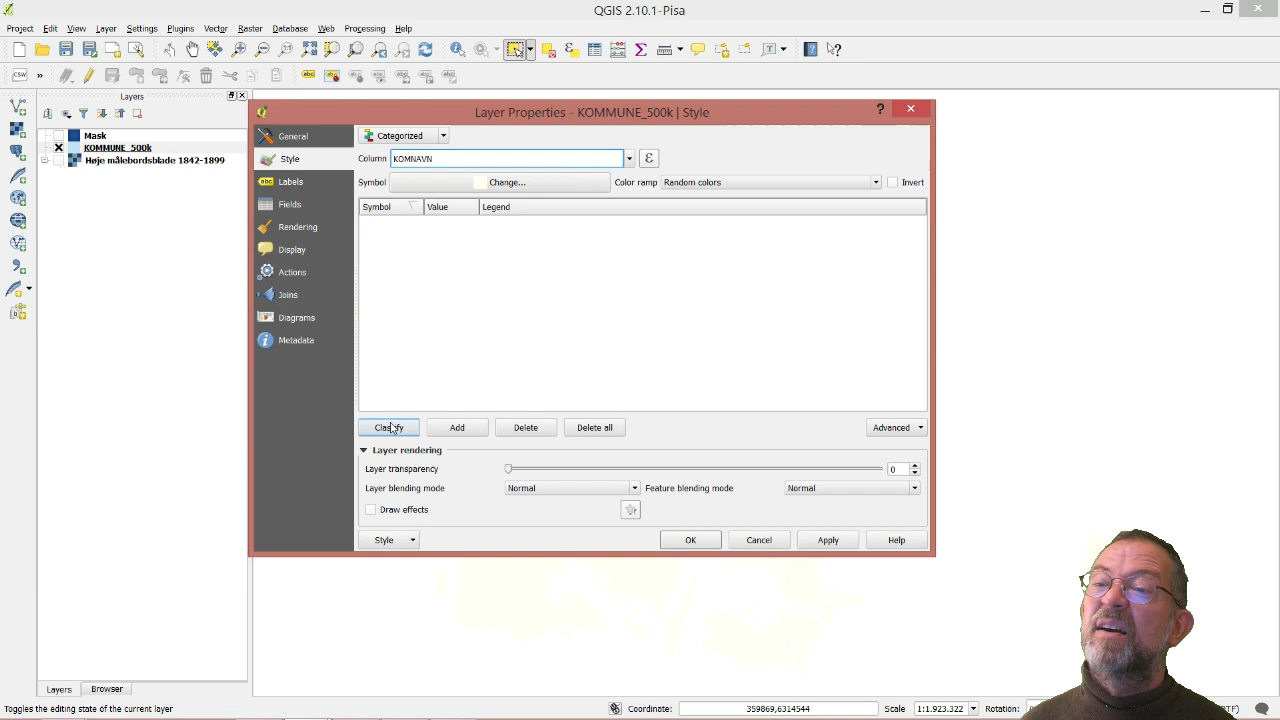 QGIS 2.10.1-Pisa
Project Edit View Layer Settings Plugins Vector Raster Database Web Processing Help
CSW »
abc abc
Layers
Mask
KOMMUNE_500k
Høje målebordsblade 1842-1899
Layer Properties - KOMMUNE_500k | Style
?
General
Style
Labels
Fields
Rendering
Display
Actions
Joins
Diagrams
Metadata
Categorized
Column KOMNAVN ε
Symbol Change... Color ramp Random colors Invert
Symbol Value Legend
Classify Add Delete Delete all Advanced
Layer rendering
Layer transparency 0
Layer blending mode Normal Feature blending mode Normal
Draw effects
Style OK Cancel Apply Help
Layers Browser
Toggles the editing state of the current layer Coordinate: 359869,6314544 Scale 1:1.923.322 Rotation: